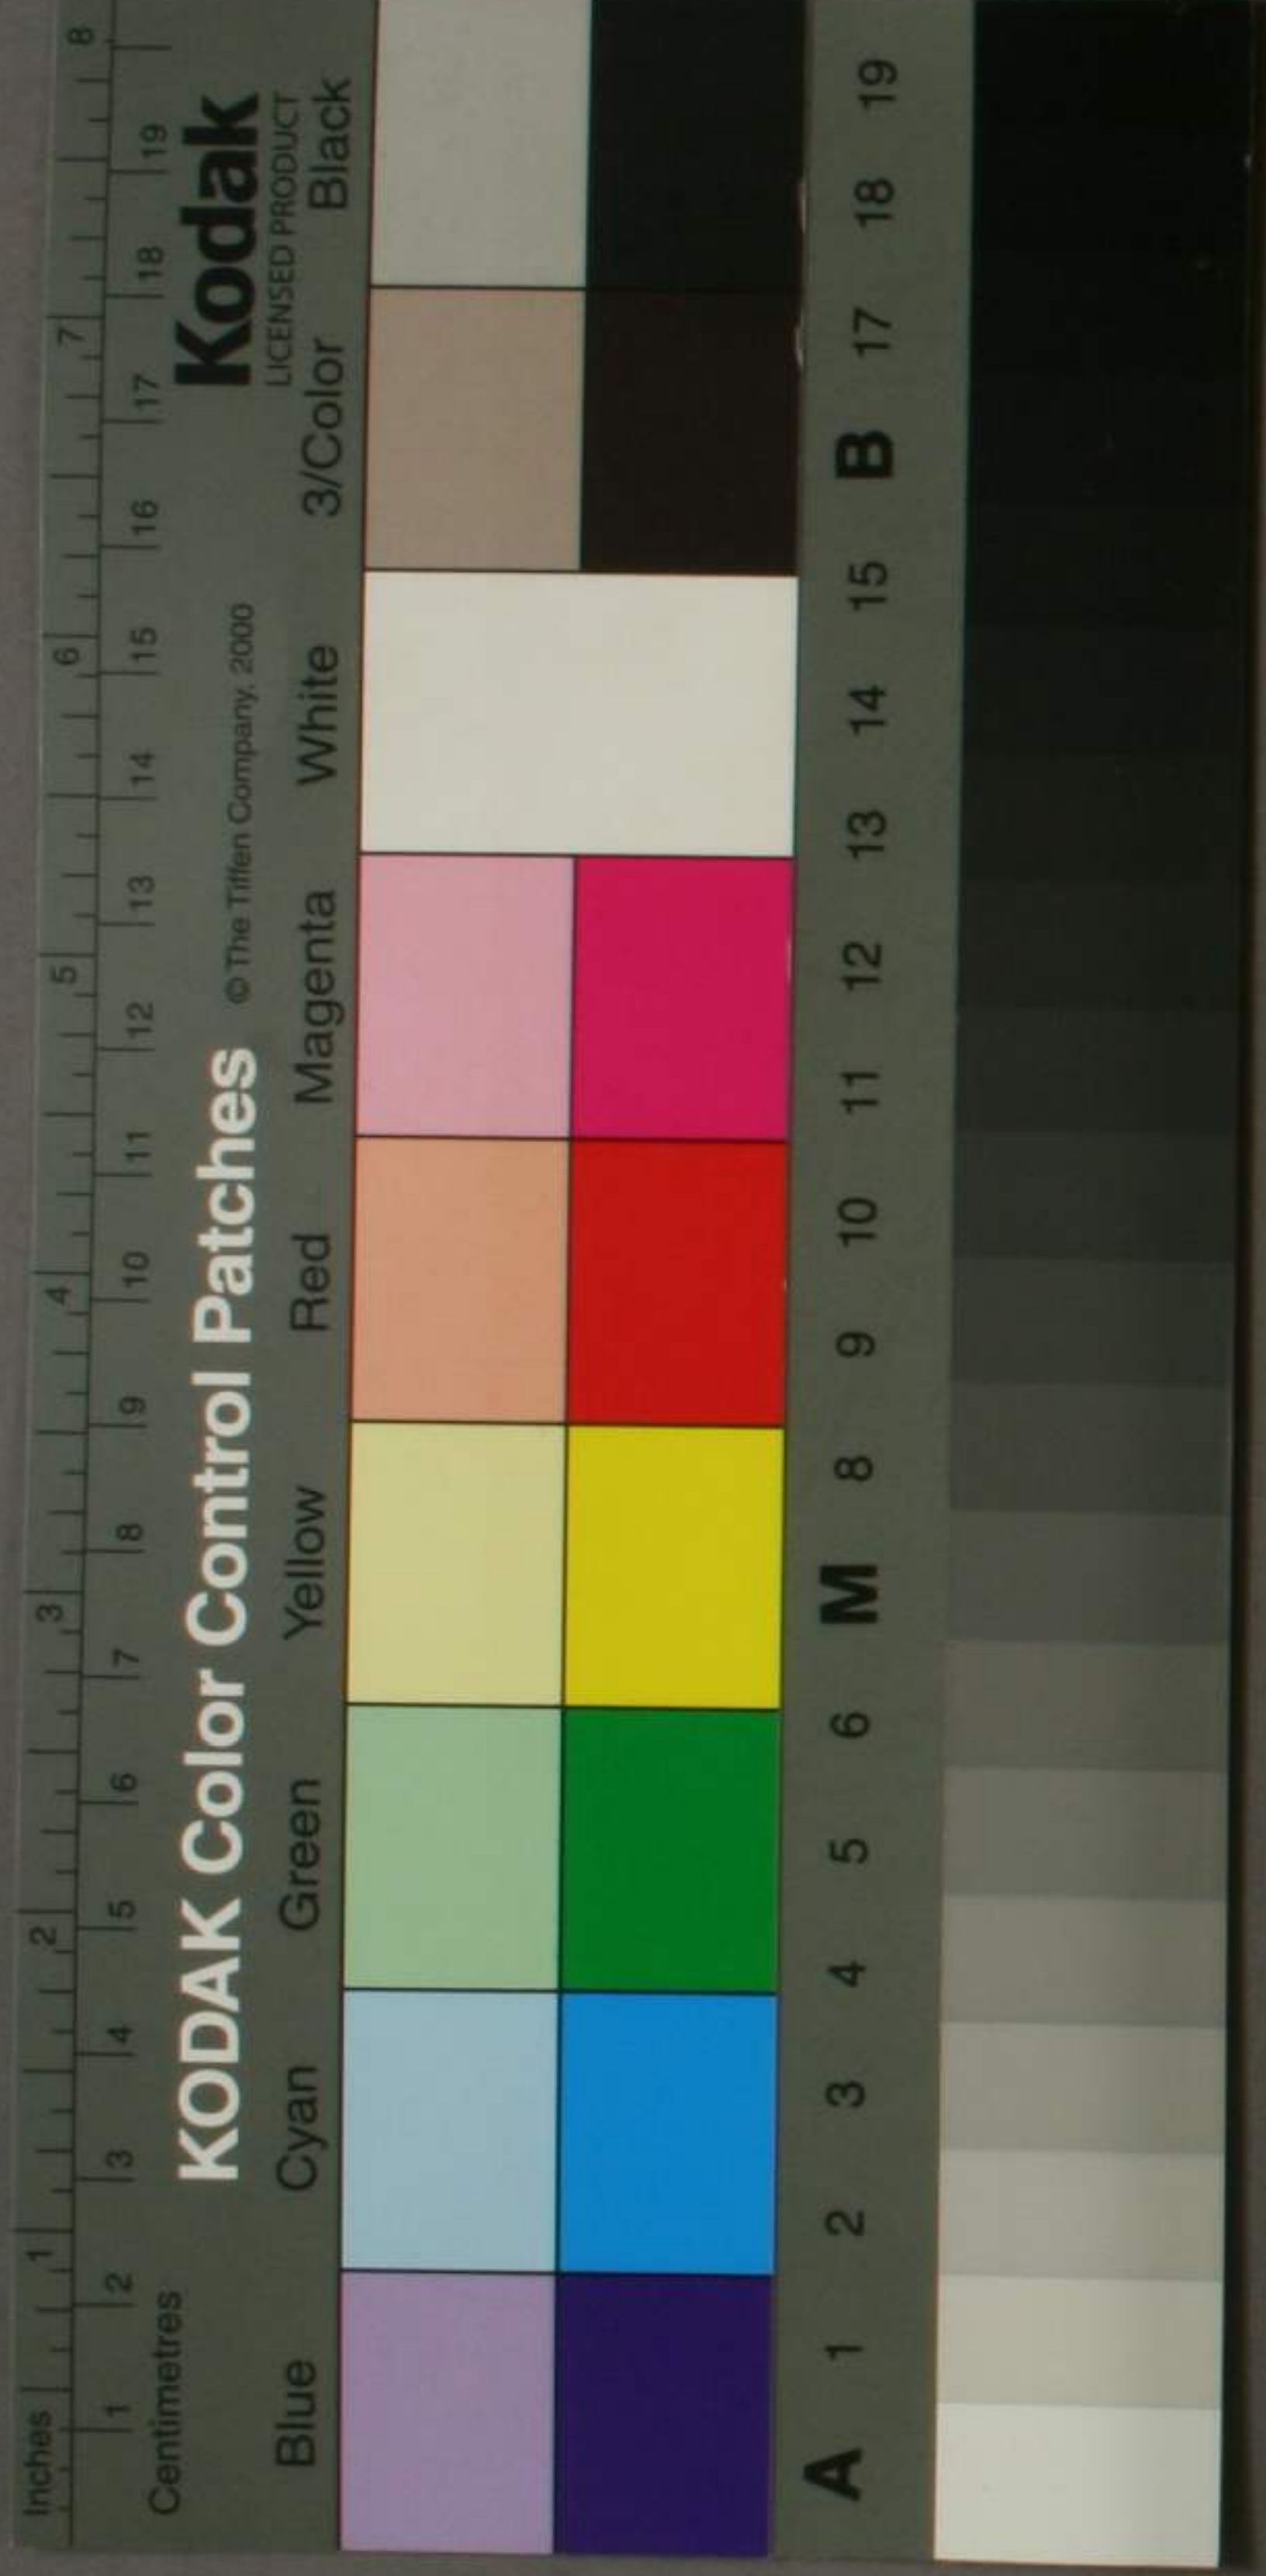 Inches 1 2 3 4 5 6 7 8
1 2 3 4 5 6 7 8 9 10 11 12 13 14 15 16 17 18 19
Centimetres
KODAK Color Control Patches © The Tiffen Company, 2000 Kodak
LICENSED PRODUCT
Blue Cyan Green Yellow Red Magenta White 3/Color Black
A 1 2 3 4 5 6 M 8 9 10 11 12 13 14 15 B 17 18 19